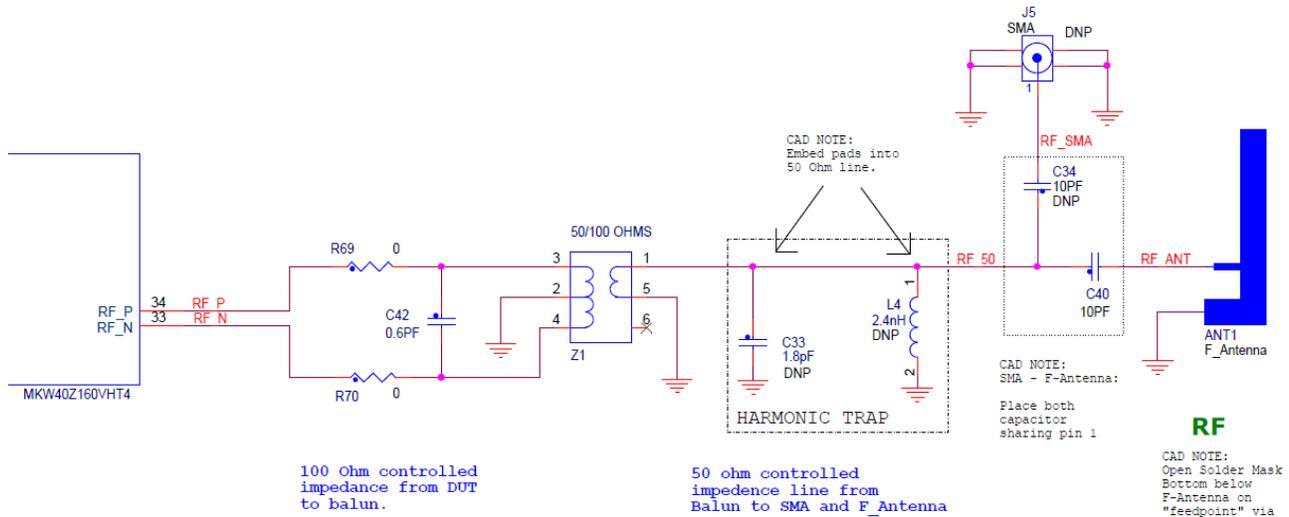 J5
SMA
DNP
1
RF_SMA
CAD NOTE:
Embed pads into
50 Ohm line.
C34
10PF
DNP
R69
0
50/100 OHMS
3
1
2
5
4
6
Z1
RF_50
RF_ANT
C40
10PF
RF_P
34
RF_P
RF_N
33
RF_N
C42
0.6PF
1
L4
2.4nH
DNP
2
C33
1.8pF
DNP
ANT1
F_Antenna
MKW40Z160VHT4
R70
0
HARMONIC TRAP
CAD NOTE:
SMA - F-Antenna:
Place both
capacitor
sharing pin 1
RF
CAD NOTE:
Open Solder Mask
Bottom below
F-Antenna on
"feedpoint" via
100 Ohm controlled
impedance from DUT
to balun.
50 ohm controlled
impedence line from
Balun to SMA and F_Antenna